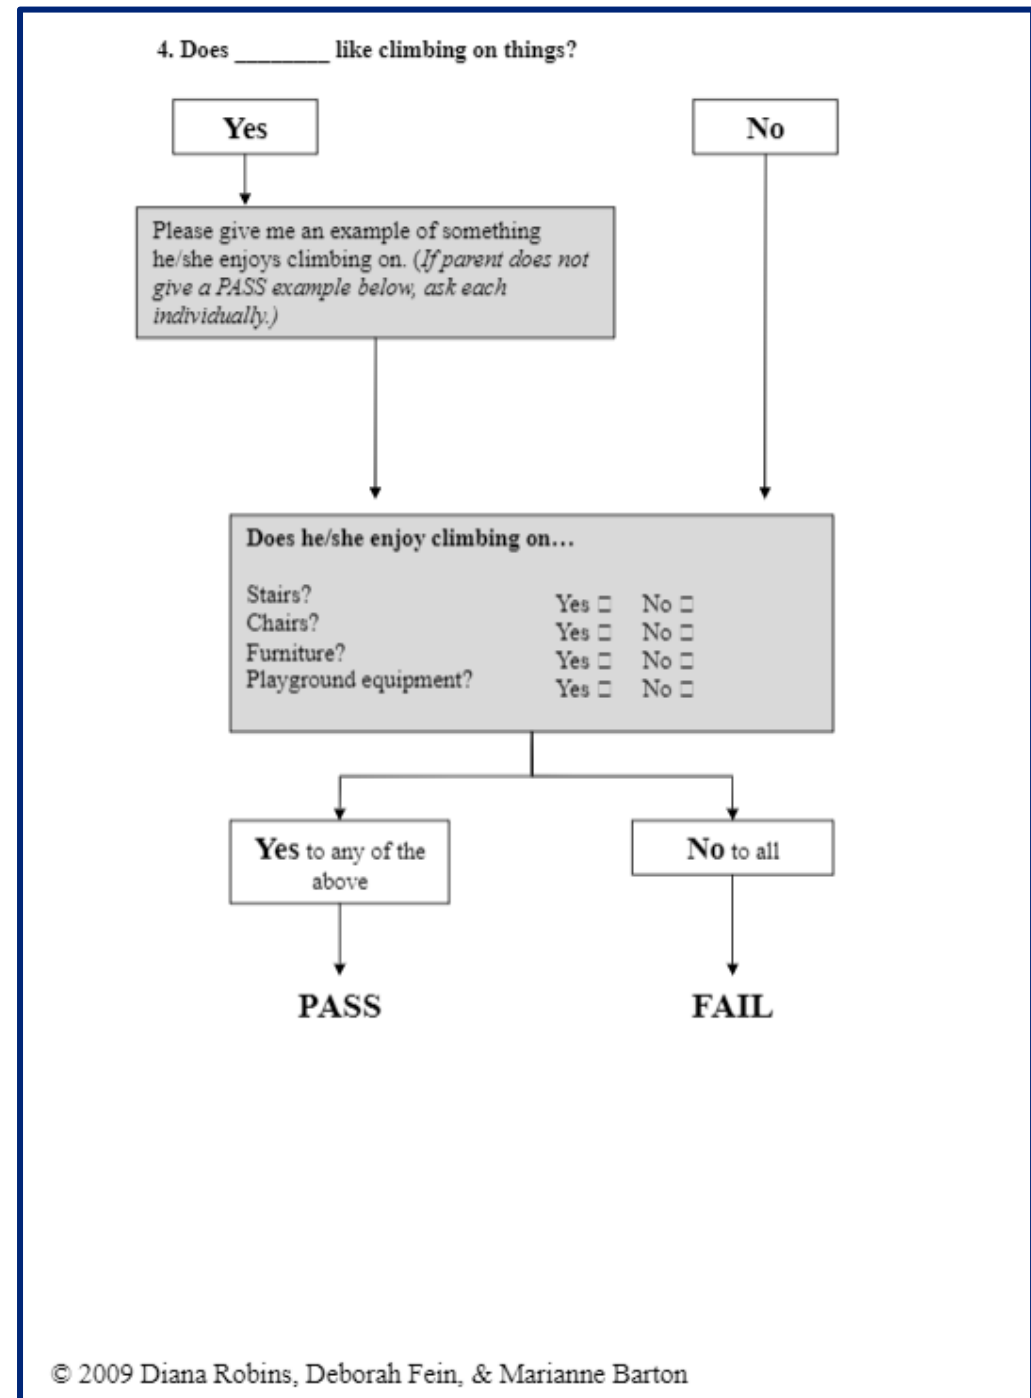 4. Does ________ like climbing on things?
Yes
No
Please give me an example of something
he/she enjoys climbing on. (If parent does not
give a PASS example below, ask each
individually.)
Does he/she enjoy climbing on…
Stairs? Yes □ No □
Chairs? Yes □ No □
Furniture? Yes □ No □
Playground equipment? Yes □ No □
Yes to any of the
above
No to all
PASS
FAIL
© 2009 Diana Robins, Deborah Fein, & Marianne Barton